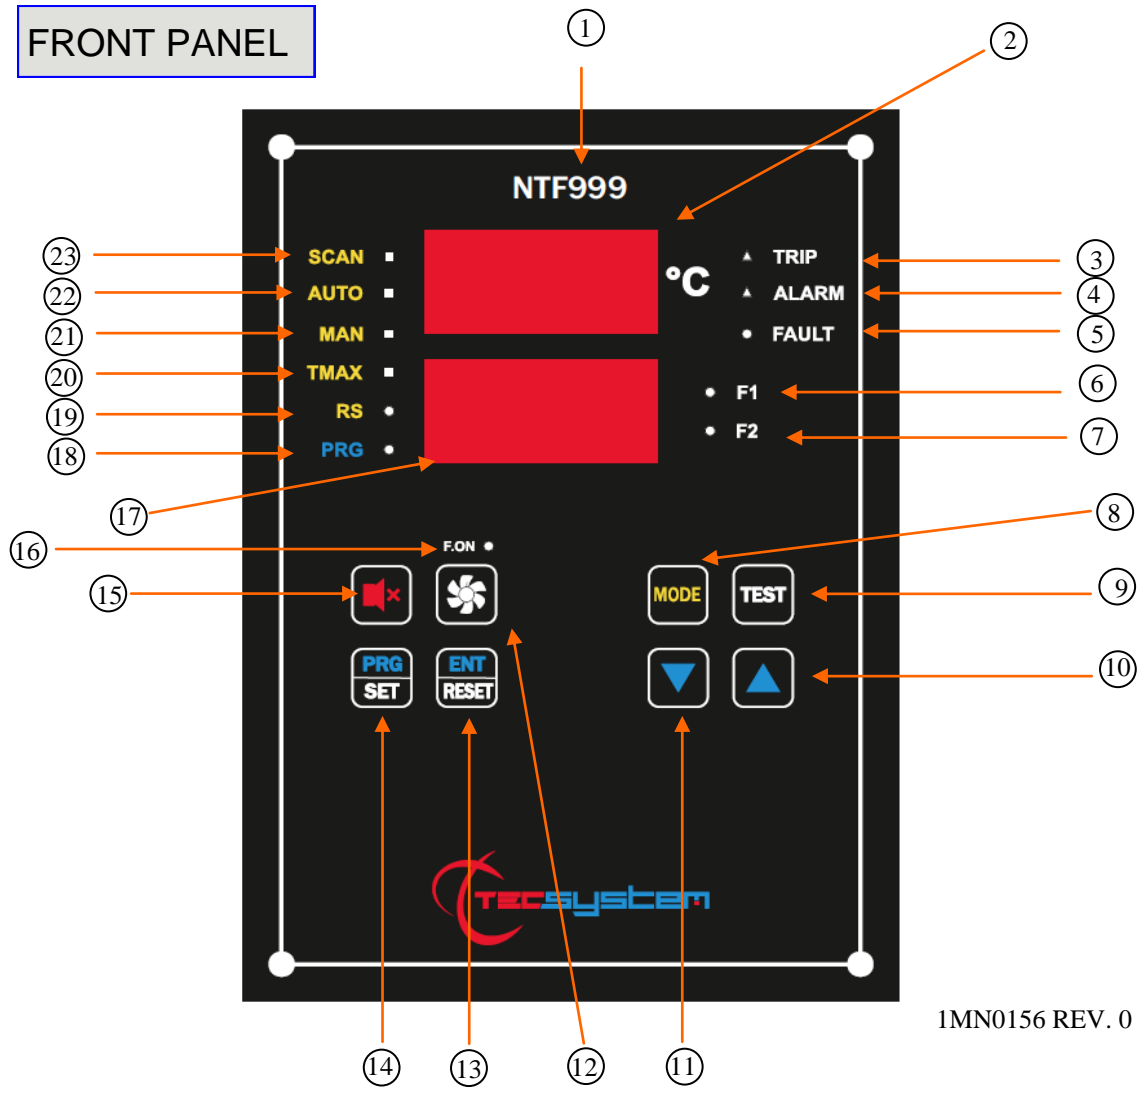 FRONT PANEL
1
2
NTF999
23
SCAN
TRIP
3
22
AUTO
°C
ALARM
4
21
MAN
FAULT
5
20
TMAX
F1
6
19
RS
F2
7
18
PRG
17
8
16
F.ON
15
MODE
TEST
9
PRG
SET
ENT
RESET
10
TECSYSTEM
1MN0156 REV. 0
14
13
12
11